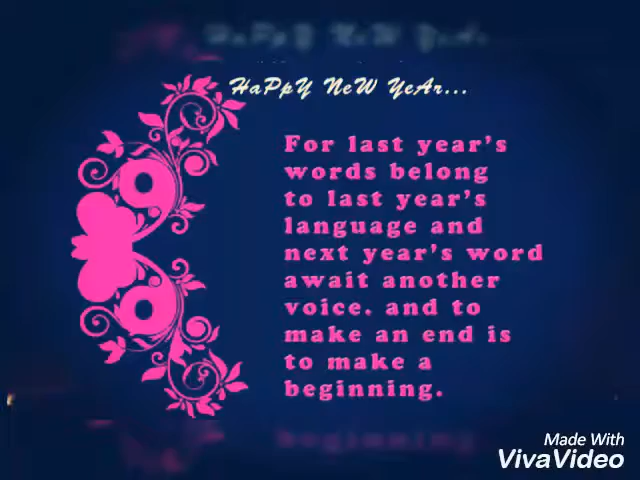 HaPpY NeW YeAr...
For last year's
words belong
to last year's
language and
next year's word
await another
voice. and to
make an end is
to make a
beginning.
Made With
VivaVideo